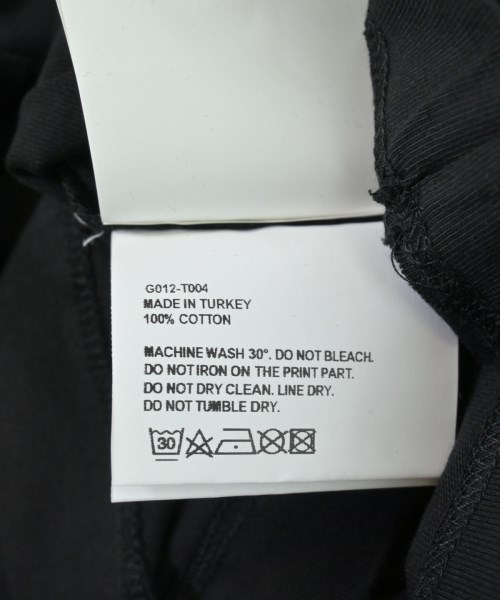 G012-T004
MADE IN TURKEY
100% COTTON
MACHINE WASH 30°. DO NOT BLEACH.
DO NOT IRON ON THE PRINT PART.
DO NOT DRY CLEAN. LINE DRY.
DO NOT TUMBLE DRY.
30